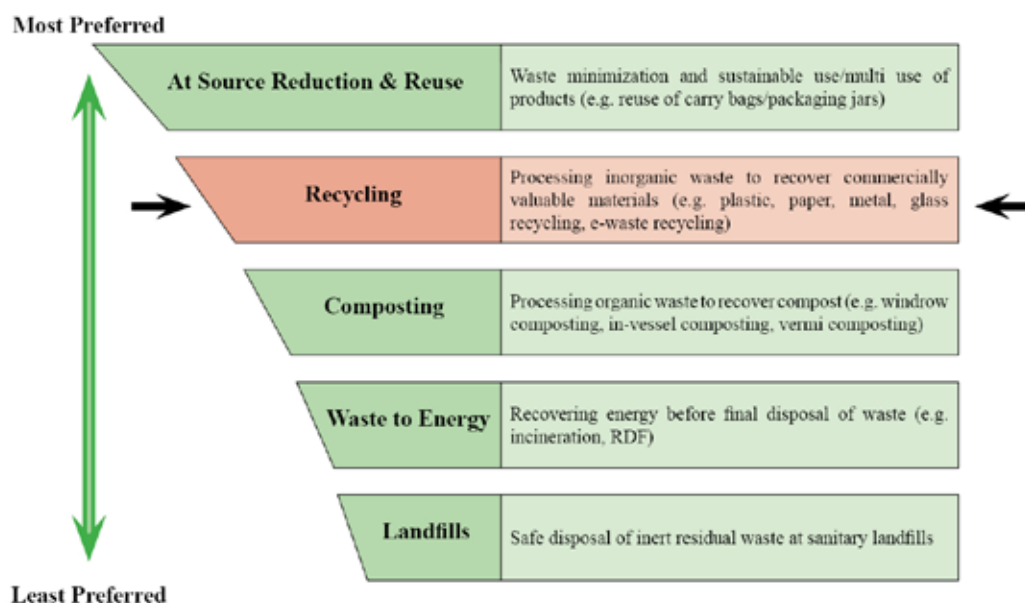 Most Preferred
At Source Reduction & Reuse
Waste minimization and sustainable use/multi use of
products (e.g. reuse of carry bags/packaging jars)
Recycling
Processing inorganic waste to recover commercially
valuable materials (e.g. plastic, paper, metal, glass
recycling, e-waste recycling)
Composting
Processing organic waste to recover compost (e.g. windrow
composting, in-vessel composting, vermi composting)
Waste to Energy
Recovering energy before final disposal of waste (e.g.
incineration, RDF)
Landfills
Safe disposal of inert residual waste at sanitary landfills
Least Preferred